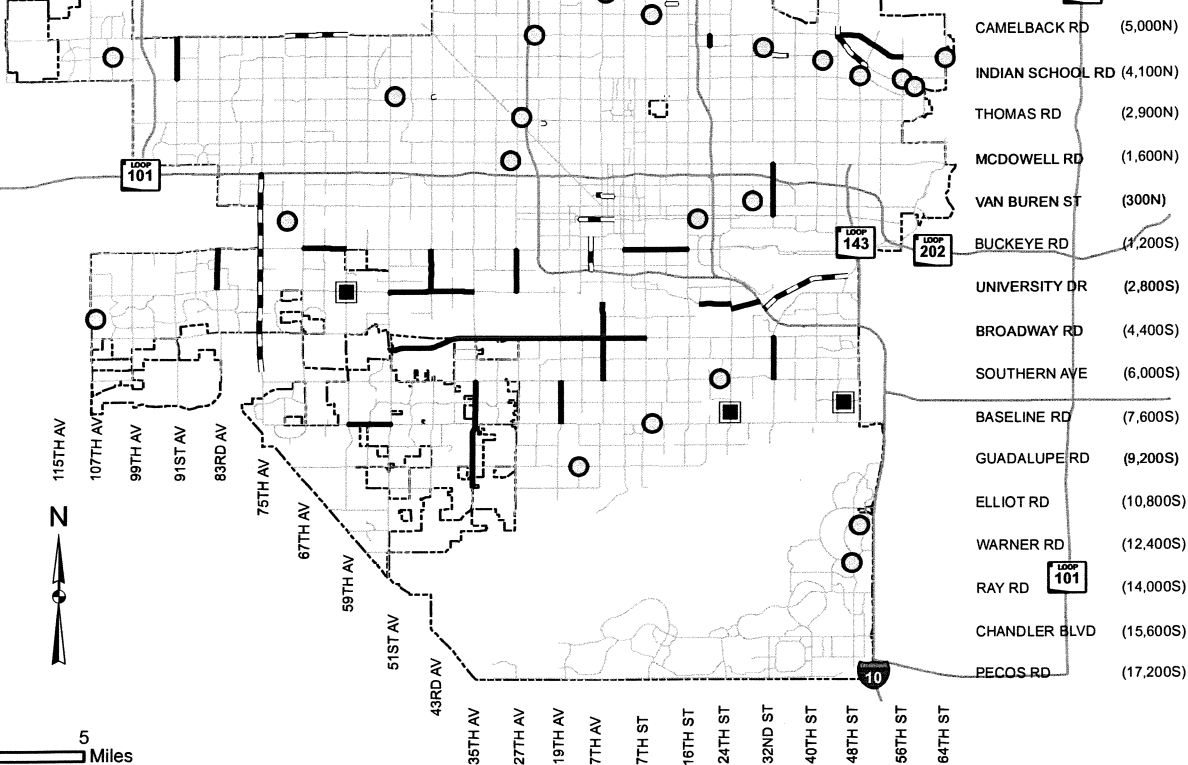 CAMELBACK RD (5,000N)
INDIAN SCHOOL RD (4,100N)
THOMAS RD (2,900N)
MCDOWELL RD (1,600N)
LOOP
101
VAN BUREN ST (300N)
LOOP
143
LOOP
202
BUCKEYE RD (1,200S)
UNIVERSITY DR (2,800S)
BROADWAY RD (4,400S)
SOUTHERN AVE (6,000S)
BASELINE RD (7,600S)
GUADALUPE RD (9,200S)
ELLIOT RD (10,800S)
WARNER RD (12,400S)
LOOP
101
RAY RD (14,000S)
CHANDLER BLVD (15,600S)
PECOS RD (17,200S)
10
115TH AV
107TH AV
99TH AV
91ST AV
83RD AV
75TH AV
67TH AV
59TH AV
51ST AV
43RD AV
35TH AV
27TH AV
19TH AV
7TH AV
7TH ST
16TH ST
24TH ST
32ND ST
40TH ST
48TH ST
56TH ST
64TH ST
N
5
Miles